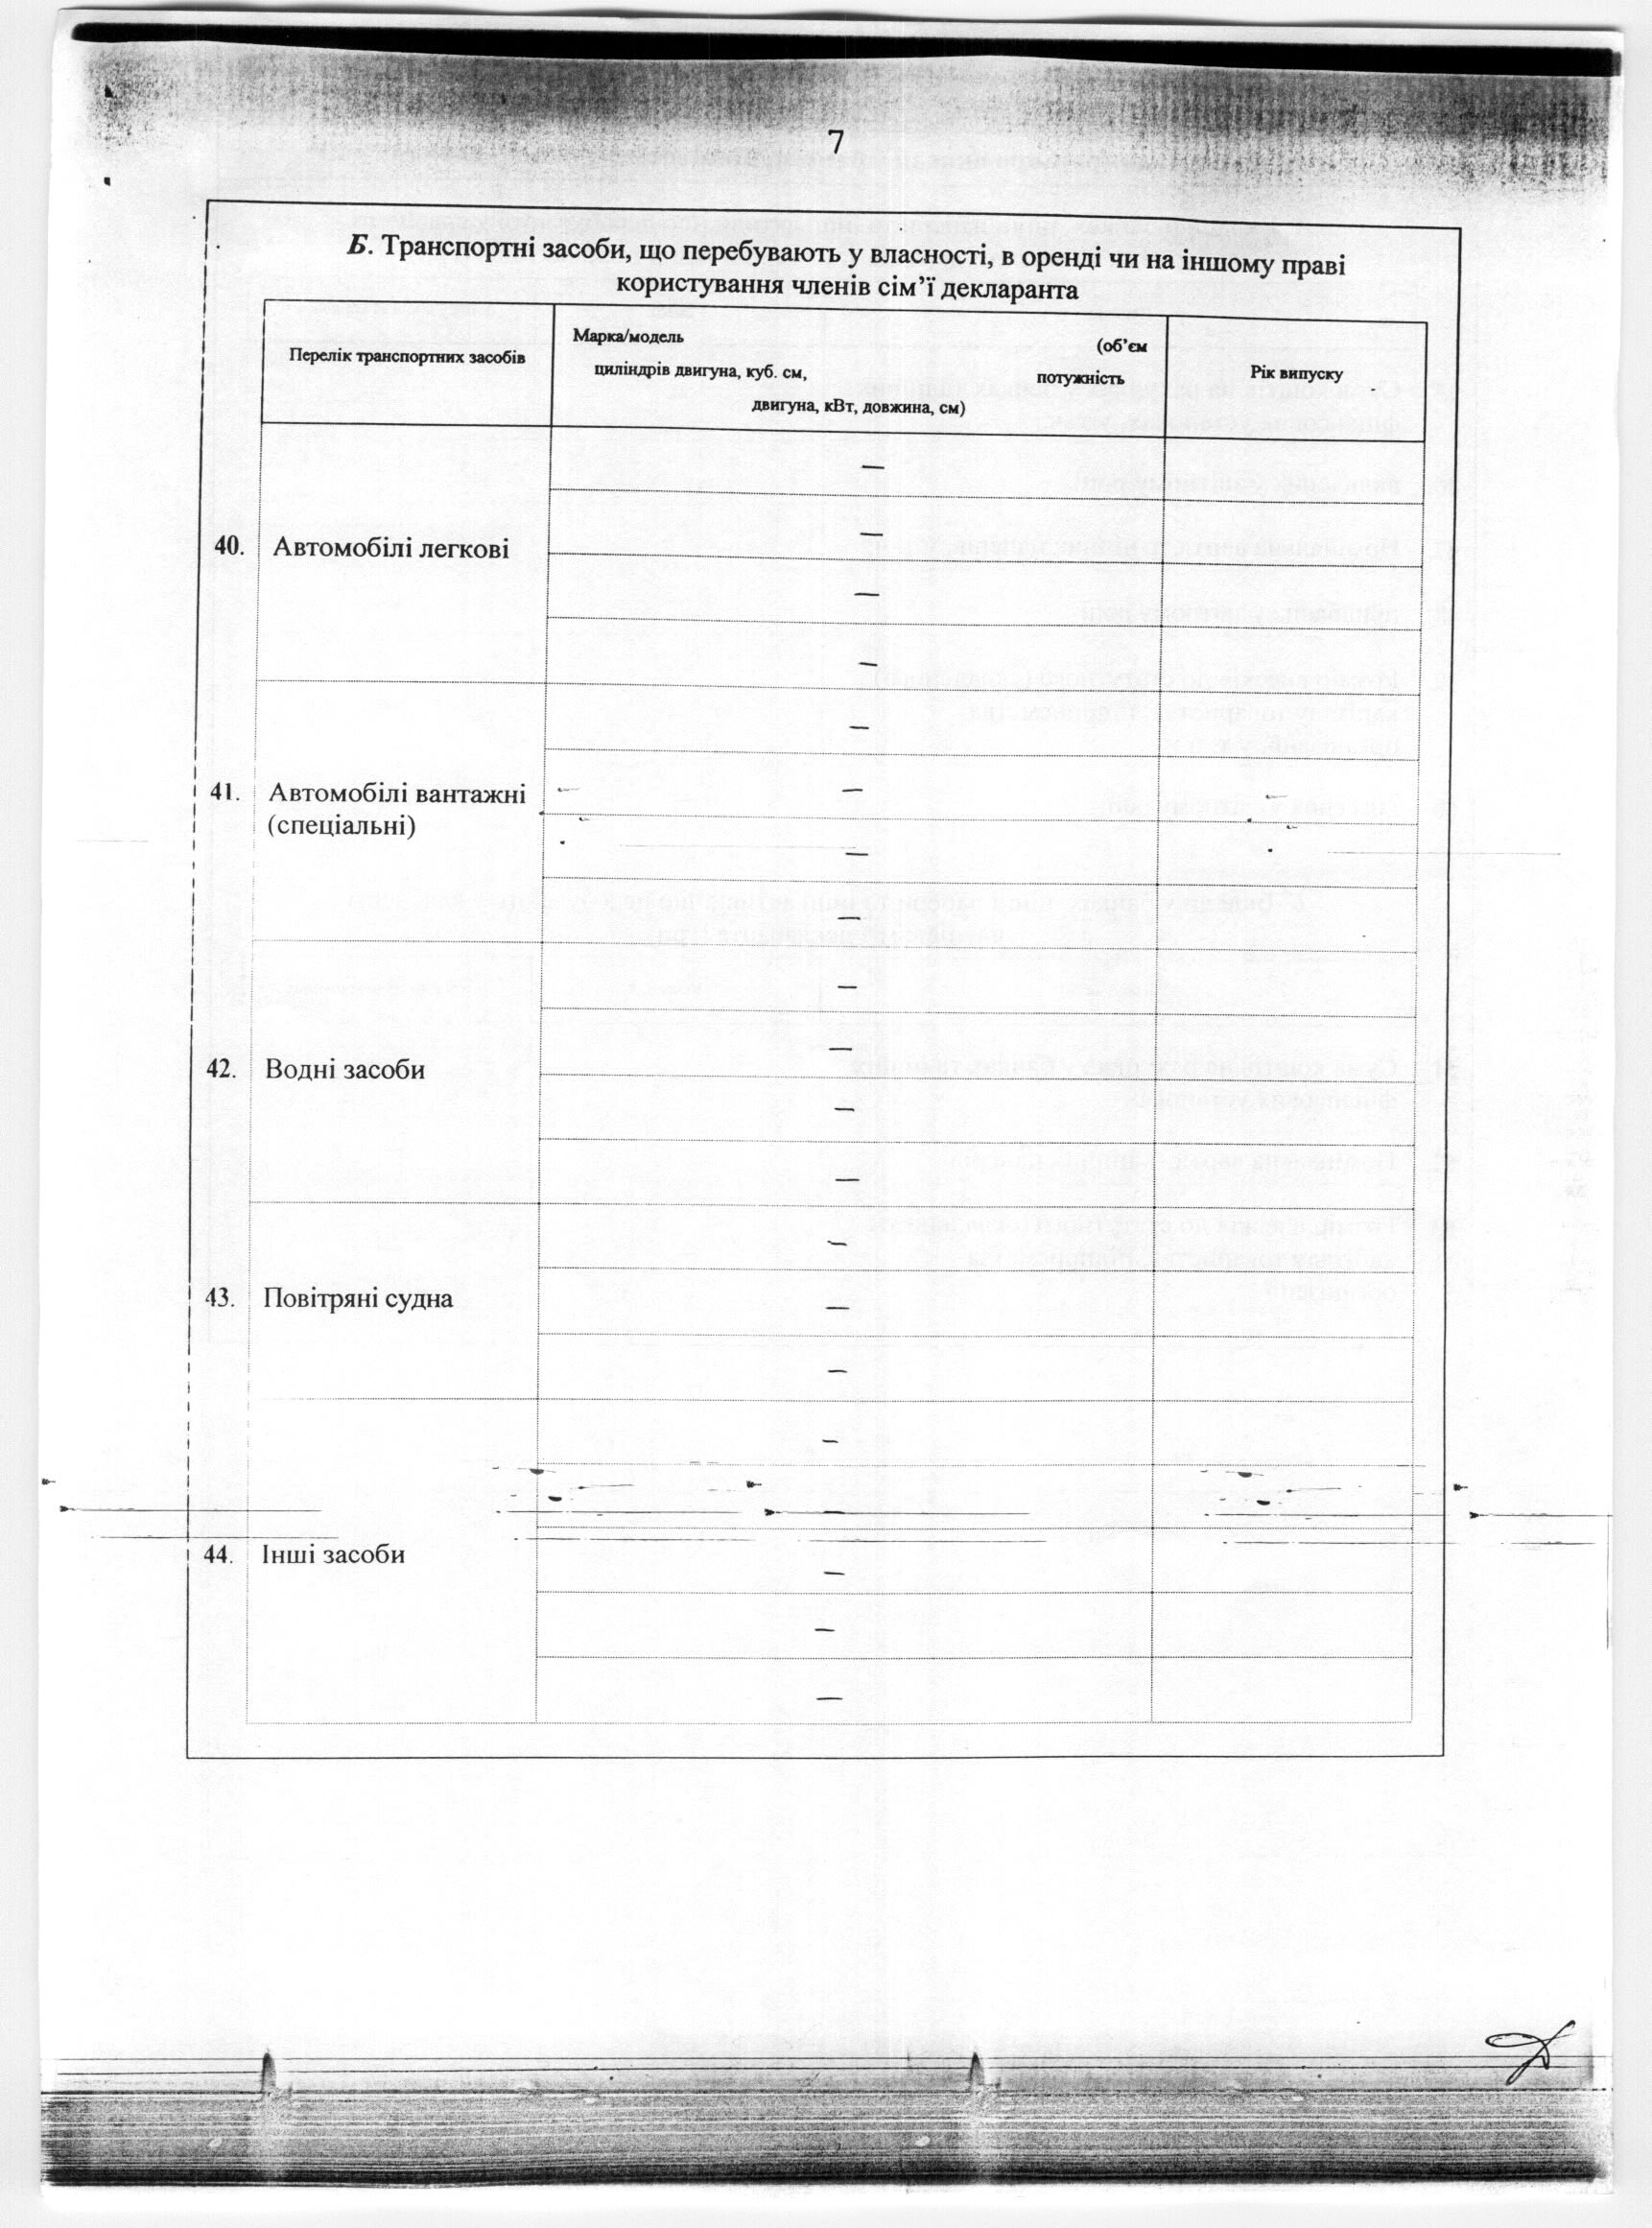 7
Б. Транспортні засоби, що перебувають у власності, в оренді чи на іншому праві
користування членів сім’ї декларанта
Перелік транспортних засобів
Марка/модель (об’єм
циліндрів двигуна, куб. см, потужність
двигуна, кВт, довжина, см)
Рік випуску
—
—
40. Автомобілі легкові
—
—
—
41. Автомобілі вантажні —
(спеціальні)
—
—
—
—
42. Водні засоби
—
—
—
43. Повітряні судна —
—
—
—
44. Інші засоби
—
—
—